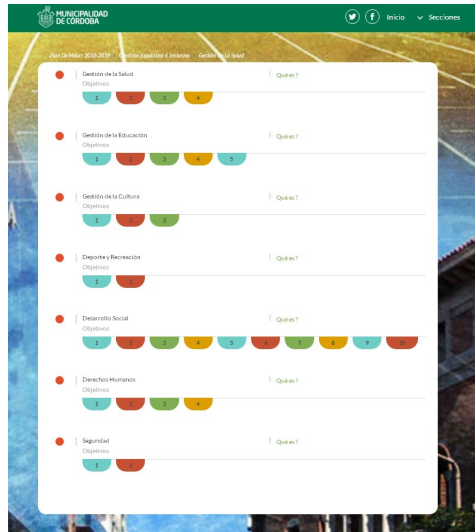 MUNICIPALIDAD
DE CÓRDOBA
Inicio
Secciones
Plan De Metas 2015-2019 Gestión Equitativa E Inclusiva Gestión De La Salud
Gestión de la Salud
Qué es?
Objetivos
1 2 3 4
Gestión de la Educación
Qué es?
Objetivos
1 2 3 4 5
Gestión de la Cultura
Qué es?
Objetivos
1 2 3
Deporte y Recreación
Qué es?
Objetivos
1 2
Desarrollo Social
Qué es?
Objetivos
1 2 3 4 5 6 7 8 9 10
Derechos Humanos
Qué es?
Objetivos
1 2 3 4
Seguridad
Qué es?
Objetivos
1 2